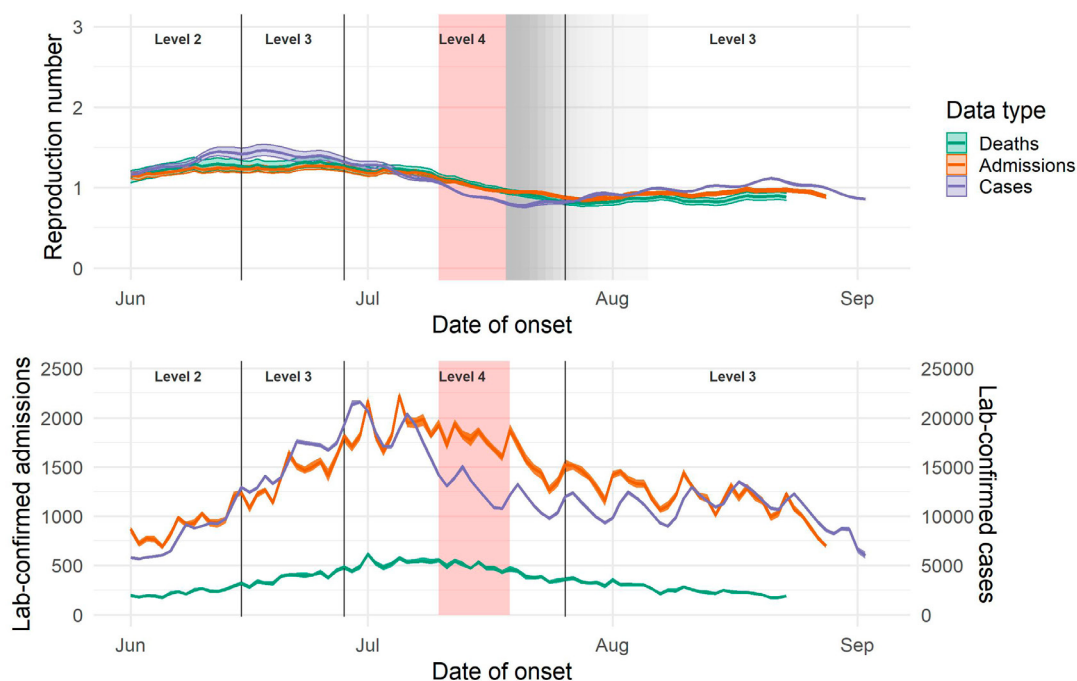 3
Level 2
Level 3
Level 4
Level 3
2
1
0
Reproduction number
Jun
Jul
Aug
Sep
Date of onset
Data type
Deaths
Admissions
Cases
2500
25000
Level 2
Level 3
Level 4
Level 3
2000
20000
1500
15000
1000
10000
500
5000
0
0
Lab-confirmed admissions
Lab-confirmed cases
Jun
Jul
Aug
Sep
Date of onset